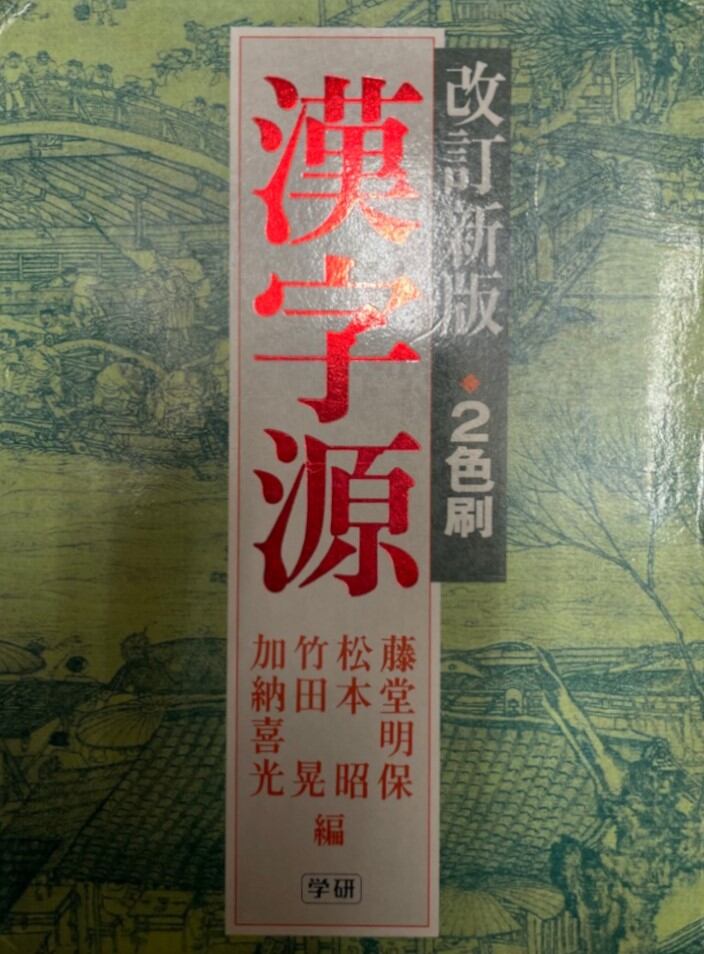 改訂新版◆2色刷
漢字源
藤堂明保
松本昭
竹田晃
加納喜光
編
学研